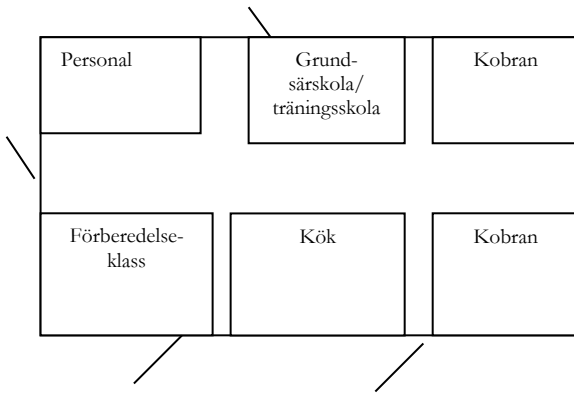 Personal
Grund-
särskola/
träningsskola
Kobran
Förberedelse-
klass
Kök
Kobran